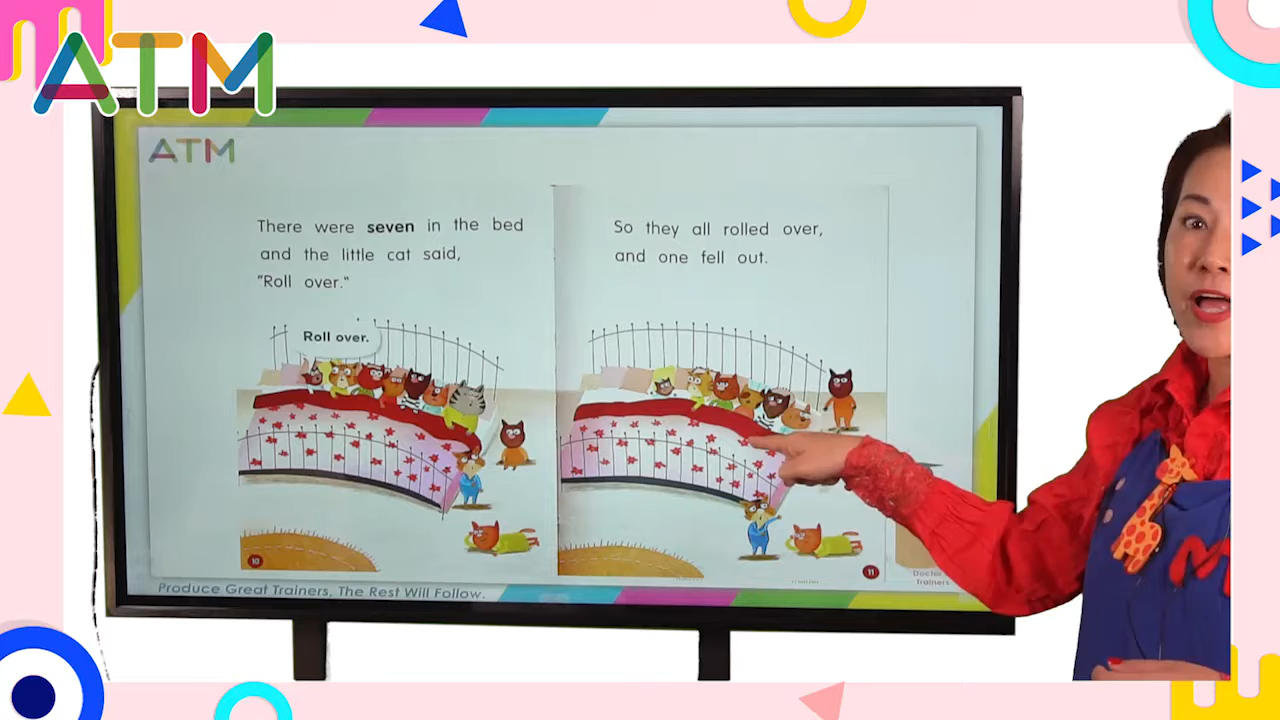 ATM
ATM
There were seven in the bed
and the little cat said,
"Roll over."
Roll over.
10
So they all rolled over,
and one fell out.
11
Trainers
Produce Great Trainers, The Rest Will Follow.